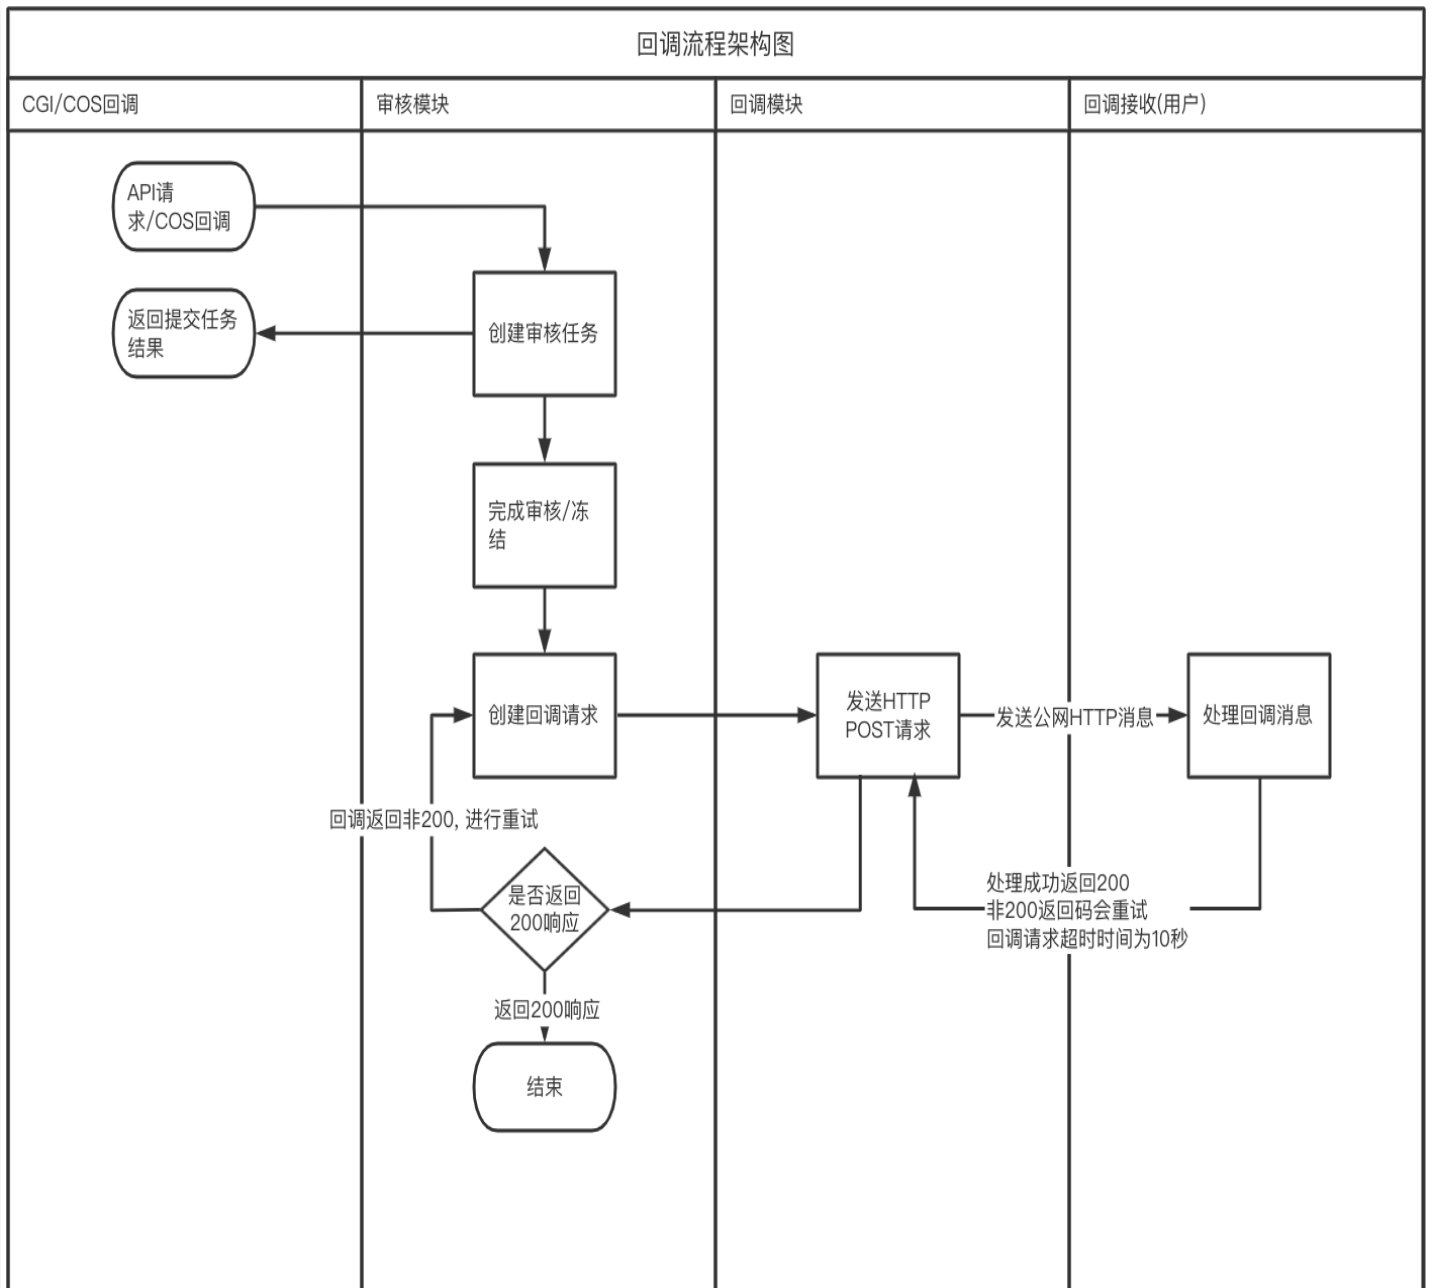 回调流程架构图
CGI/COS回调
审核模块
回调模块
回调接收(用户)
API请
求/COS回调
返回提交任务
结果
创建审核任务
完成审核/冻
结
创建回调请求
发送HTTP
POST请求
发送公网HTTP消息
处理回调消息
回调返回非200, 进行重试
是否返回
200响应
处理成功返回200
非200返回码会重试
回调请求超时时间为10秒
返回200响应
结束